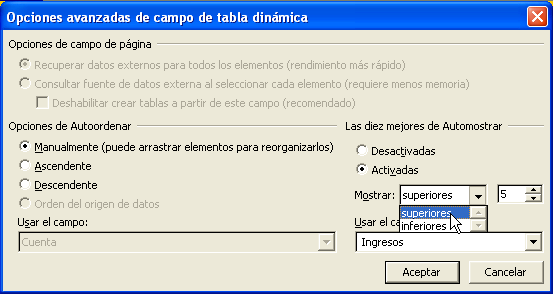 Opciones avanzadas de campo de tabla dinámica
Opciones de campo de página
Recuperar datos externos para todos los elementos (rendimiento más rápido)
Consultar fuente de datos externa al seleccionar cada elemento (requiere menos memoria)
Deshabilitar crear tablas a partir de este campo (recomendado)
Opciones de Autoordenar
Manualmente (puede arrastrar elementos para reorganizarlos)
Ascendente
Descendente
Orden del origen de datos
Usar el campo:
Cuenta
Las diez mejores de Automostrar
Desactivadas
Activadas
Mostrar: superiores 5
superiores
inferiores
Usar el
Ingresos
Aceptar Cancelar